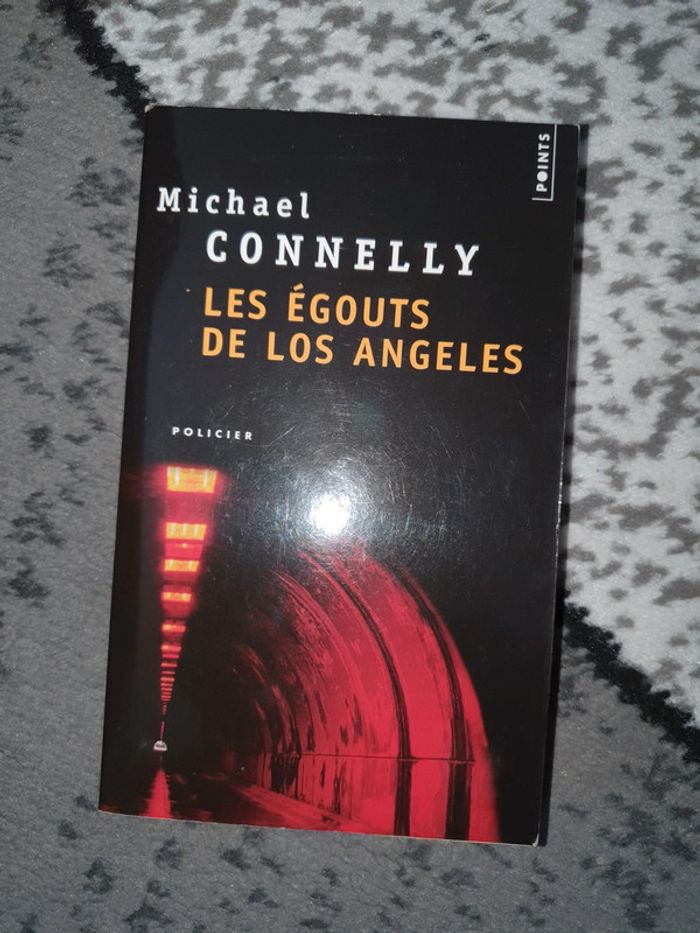 POINTS
Michael
CONNELLY
LES ÉGOUTS
DE LOS ANGELES
POLICIER